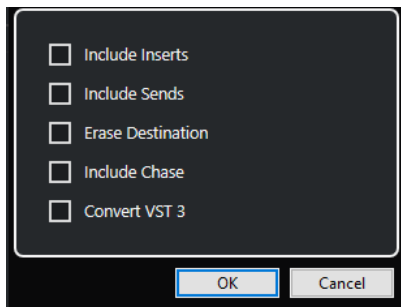 Include Inserts
Include Sends
Erase Destination
Include Chase
Convert VST 3
OK Cancel